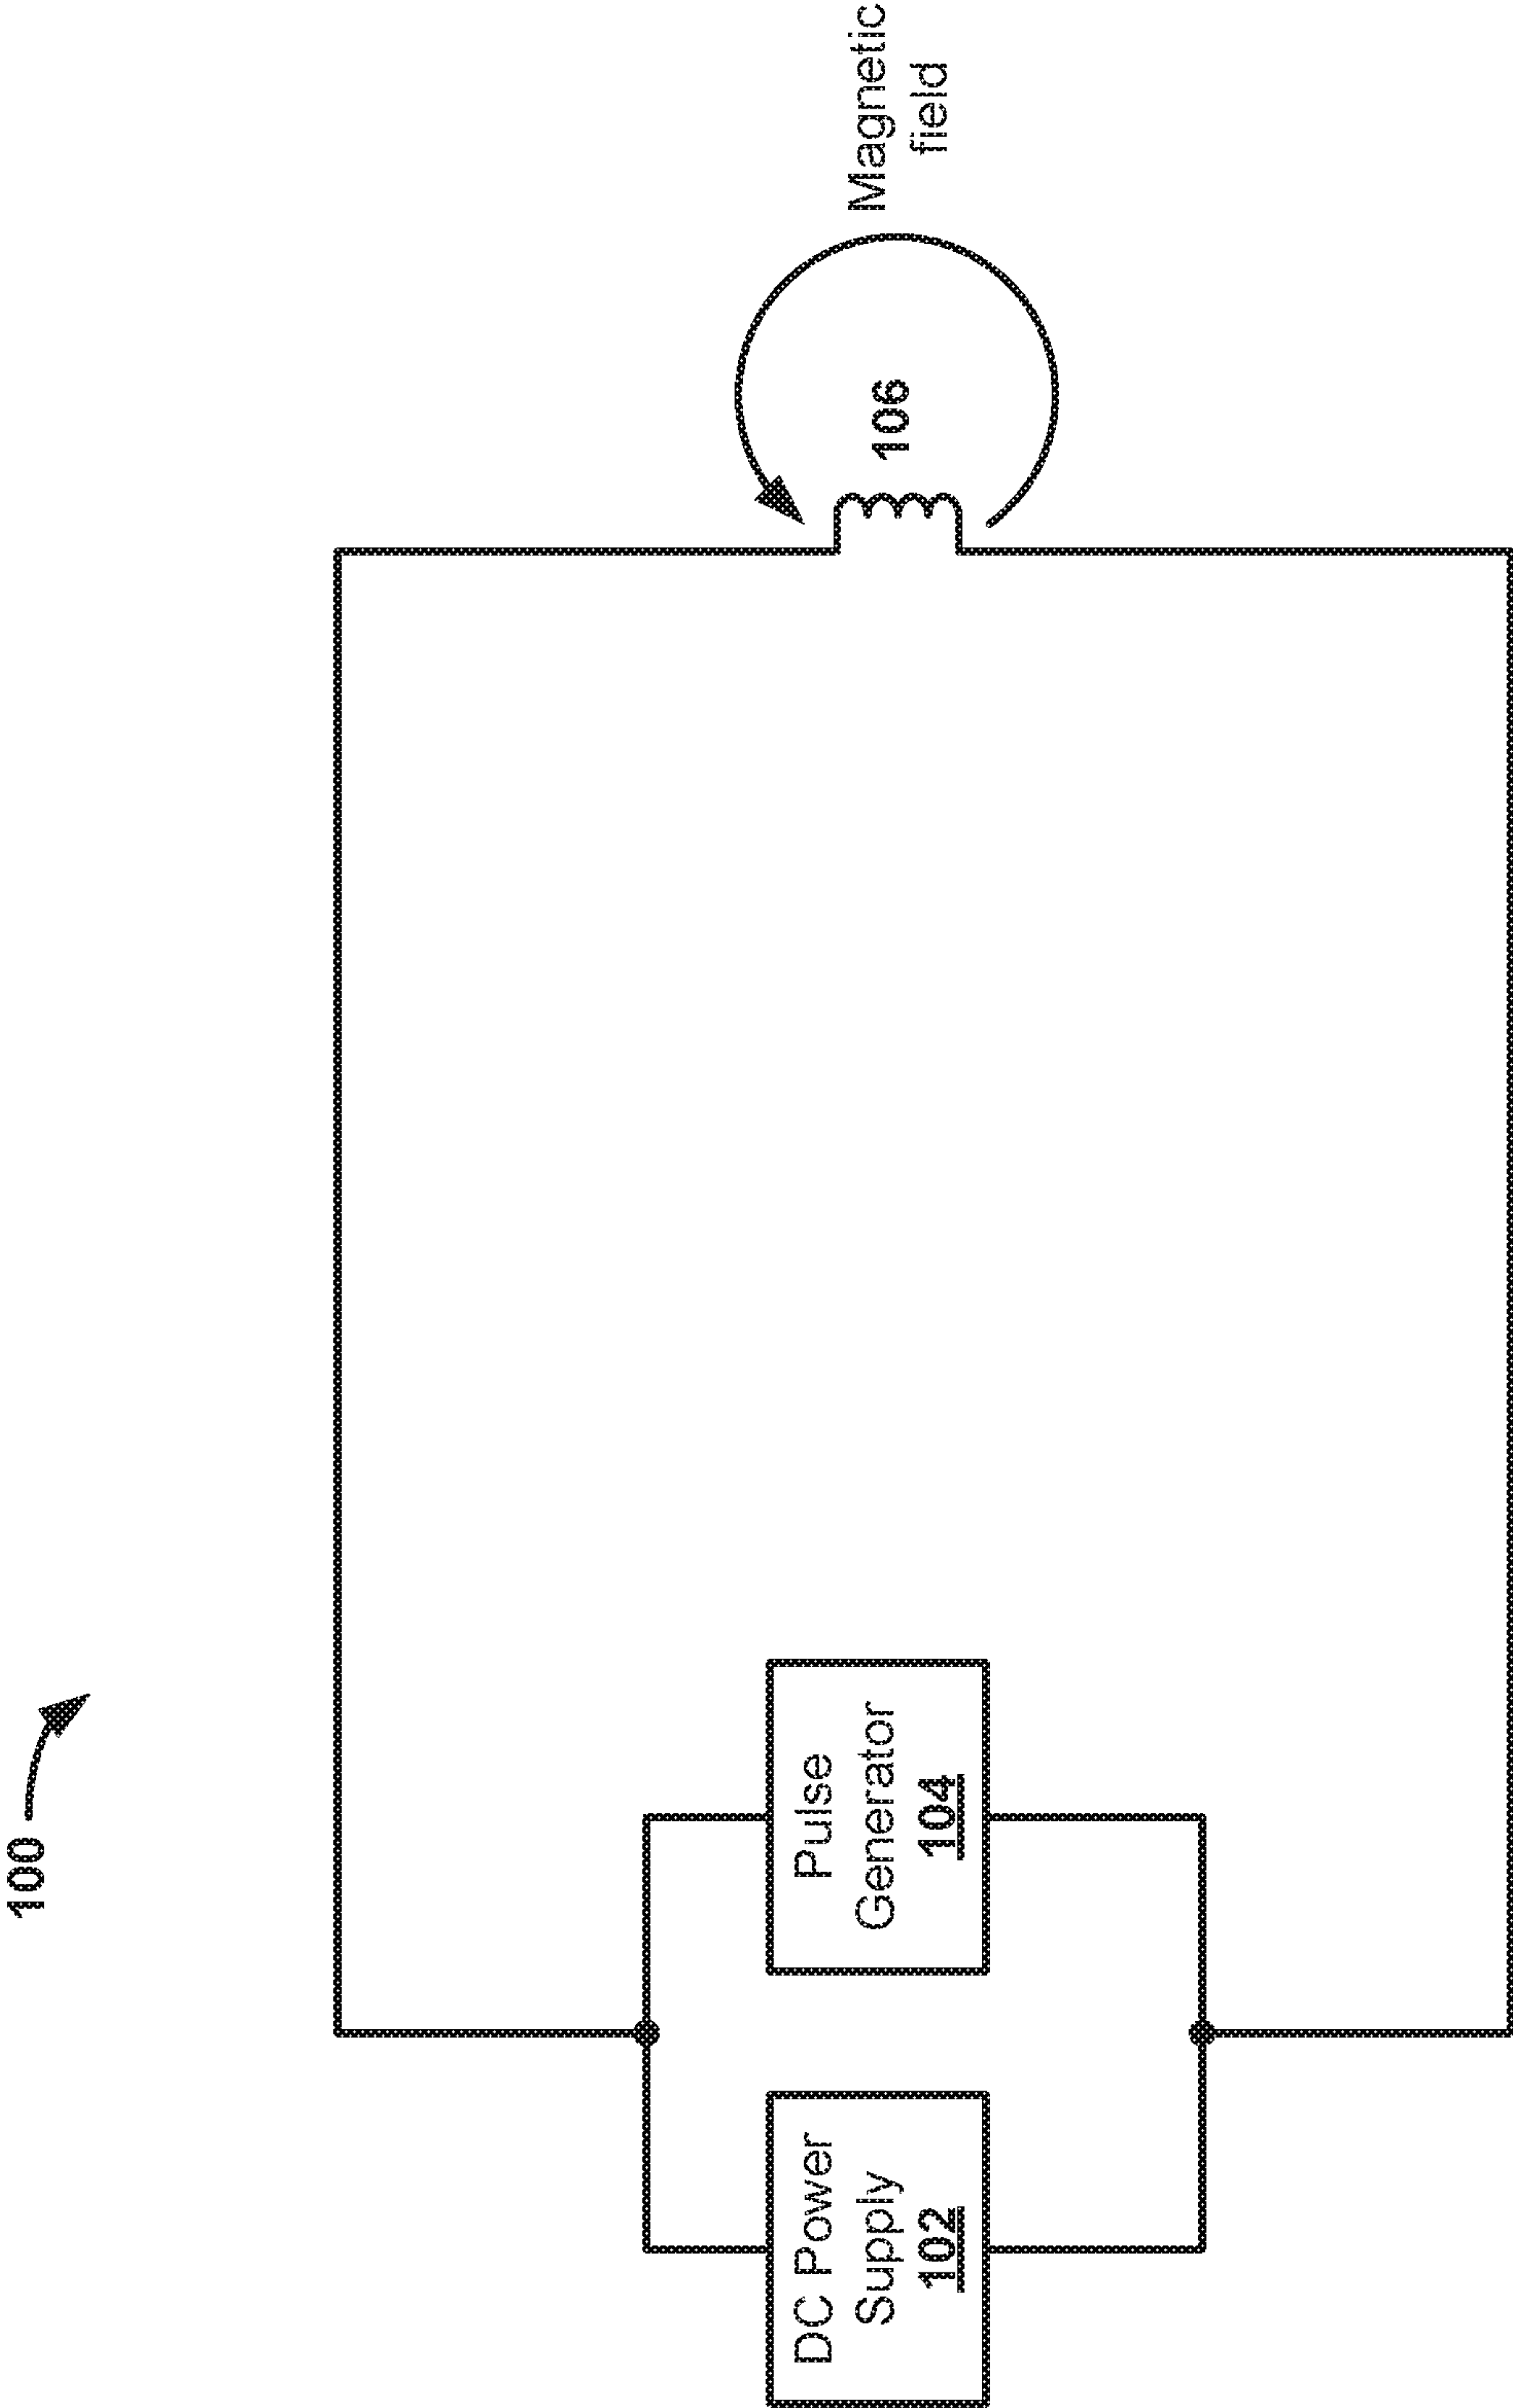 100
DC Power
Supply
102
Pulse
Generator
104
106
Magnetic
field